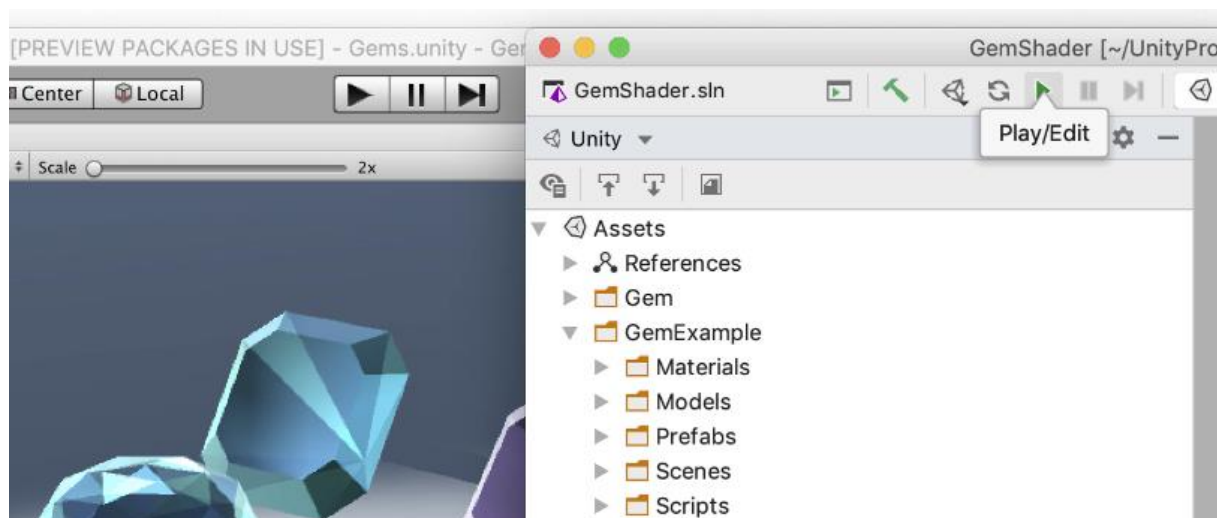 [PREVIEW PACKAGES IN USE] - Gems.unity - Ger
Center Local
Scale 2x
GemShader [~/UnityPro
GemShader.sln
Unity
Play/Edit
Assets
References
Gem
GemExample
Materials
Models
Prefabs
Scenes
Scripts